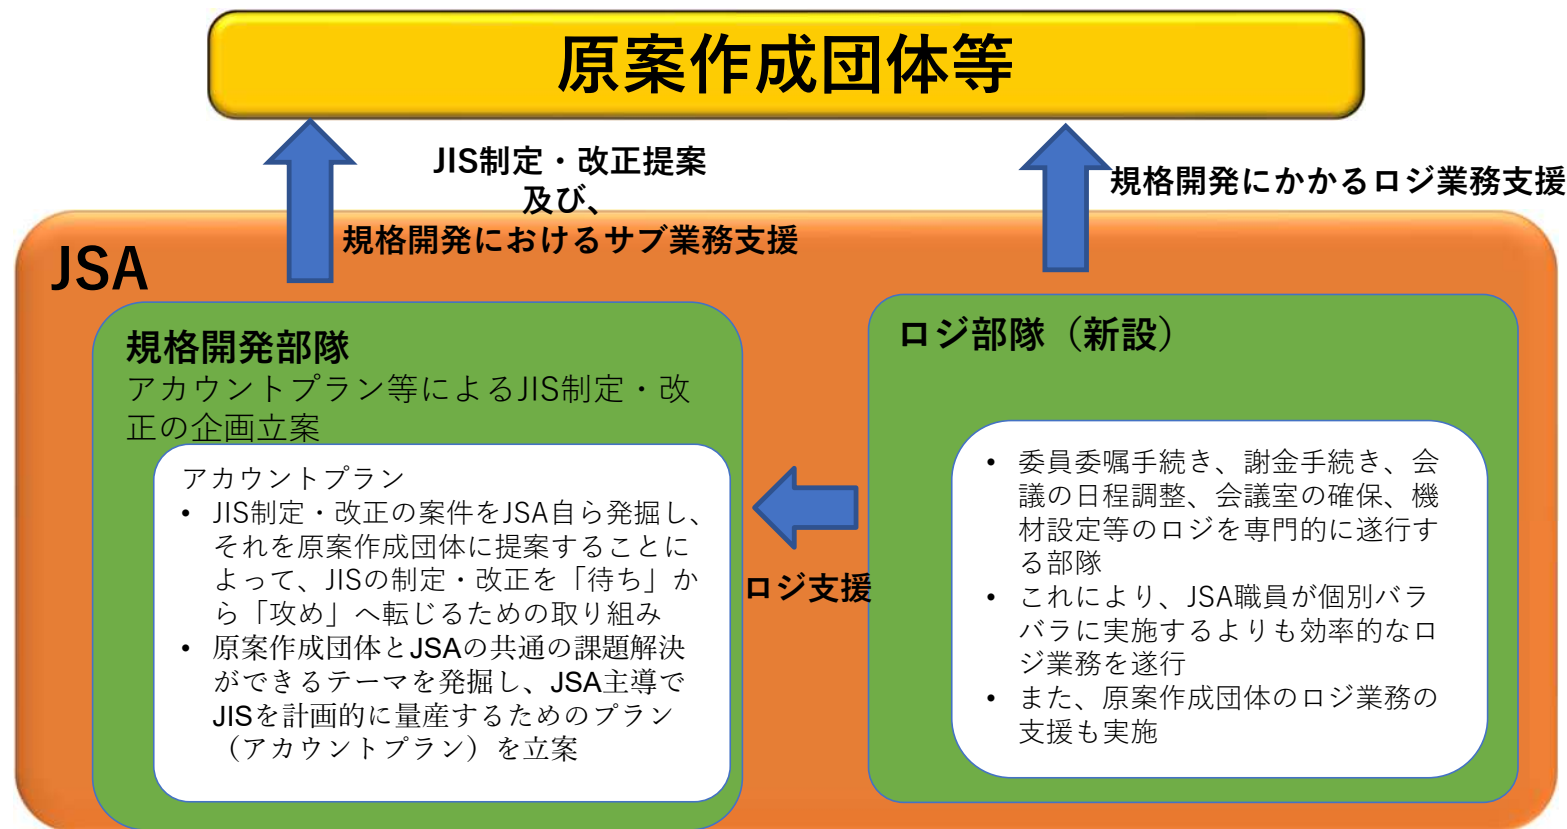 原案作成団体等
JIS制定・改正提案
及び、
規格開発におけるサブ業務支援
規格開発にかかるロジ業務支援
JSA
規格開発部隊
アカウントプラン等によるJIS制定・改
正の企画立案
アカウントプラン
• JIS制定・改正の案件をJSA自ら発掘し、
それを原案作成団体に提案することに
よって、JISの制定・改正を「待ち」か
ら「攻め」へ転じるための取り組み
• 原案作成団体とJSAの共通の課題解決
ができるテーマを発掘し、JSA主導で
JISを計画的に量産するためのプラン
（アカウントプラン）を立案
ロジ支援
ロジ部隊（新設）
• 委員委嘱手続き、謝金手続き、会
議の日程調整、会議室の確保、機
材設定等のロジを専門的に遂行す
る部隊
• これにより、JSA職員が個別バラ
バラに実施するよりも効率的なロ
ジ業務を遂行
• また、原案作成団体のロジ業務の
支援も実施